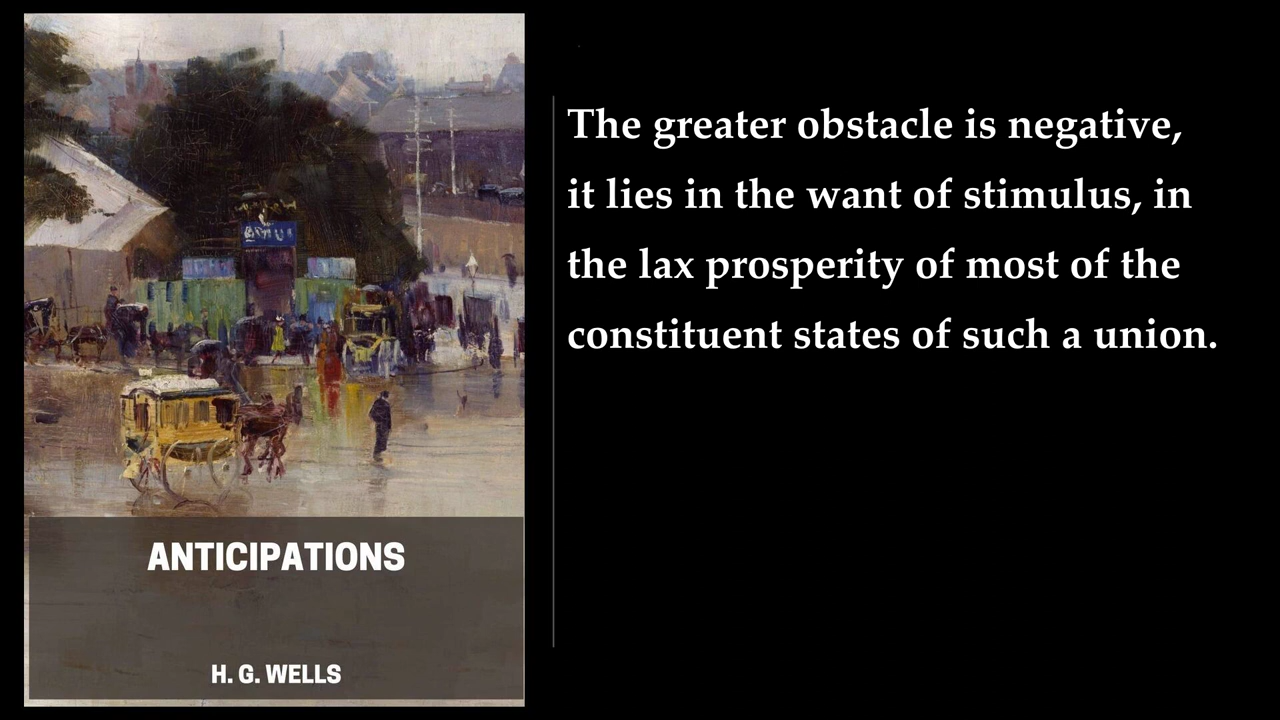 The greater obstacle is negative,
it lies in the want of stimulus, in
the lax prosperity of most of the
constituent states of such a union.
ANTICIPATIONS
H. G. WELLS